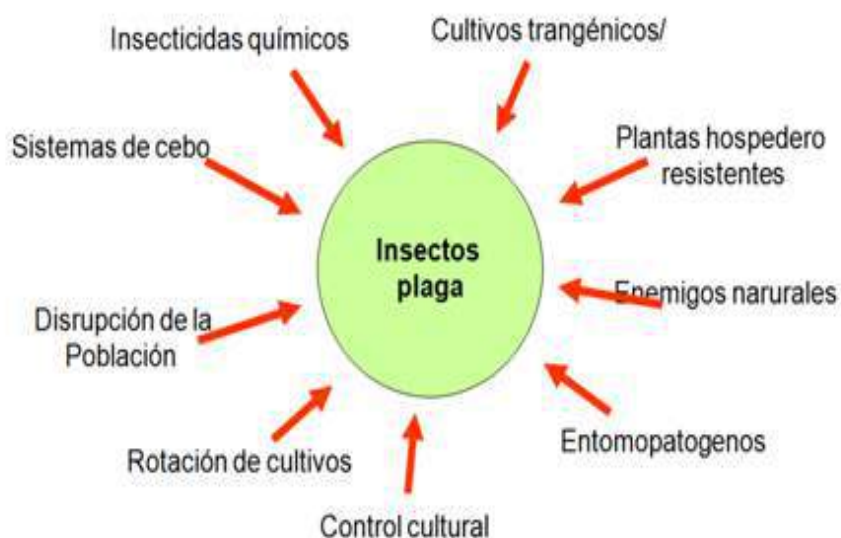 Insecticidas químicos
Cultivos trangénicos/
Sistemas de cebo
Plantas hospedero
resistentes
Insectos
plaga
Enemigos narurales
Disrupción de la
Población
Entomopatogenos
Rotación de cultivos
Control cultural